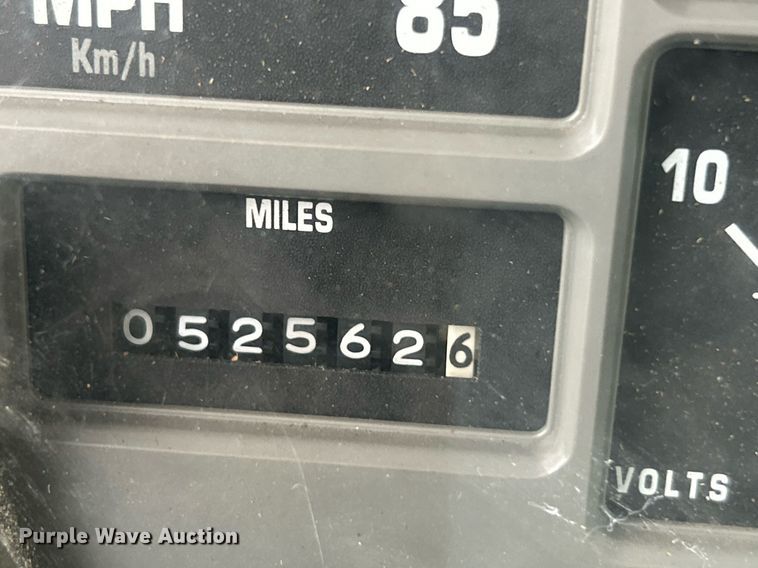 MPH 85
Km/h
10
MILES
0525626
VOLTS
Purple Wave Auction